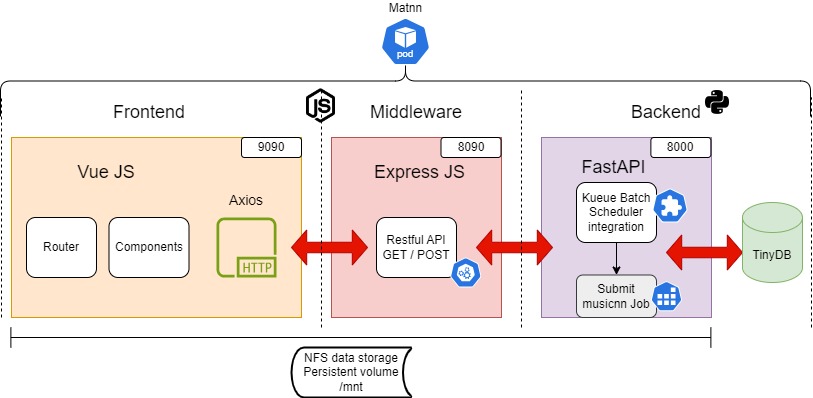 Matnn
pod
Frontend
JS
Middleware
Backend
9090
8090
8000
Vue JS
Express JS
FastAPI
Axios
Router
Components
HTTP
Restful API
GET / POST
Kueue Batch
Scheduler
integration
Submit
musicnn Job
TinyDB
NFS data storage
Persistent volume
/mnt